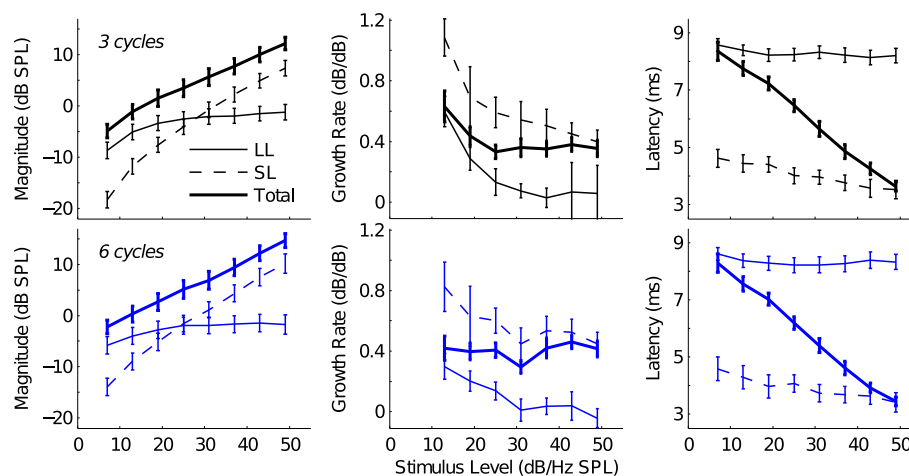 3 cycles
Magnitude (dB SPL)
10
0
−10
−20
LL
SL
Total
Growth Rate (dB/dB)
1.2
0.8
0.4
0
Latency (ms)
9
7
5
3
6 cycles
Magnitude (dB SPL)
10
0
−10
−20
0 10 20 30 40 50
Growth Rate (dB/dB)
1.2
0.8
0.4
0
0 10 20 30 40 50
Stimulus Level (dB/Hz SPL)
Latency (ms)
9
7
5
3
0 10 20 30 40 50